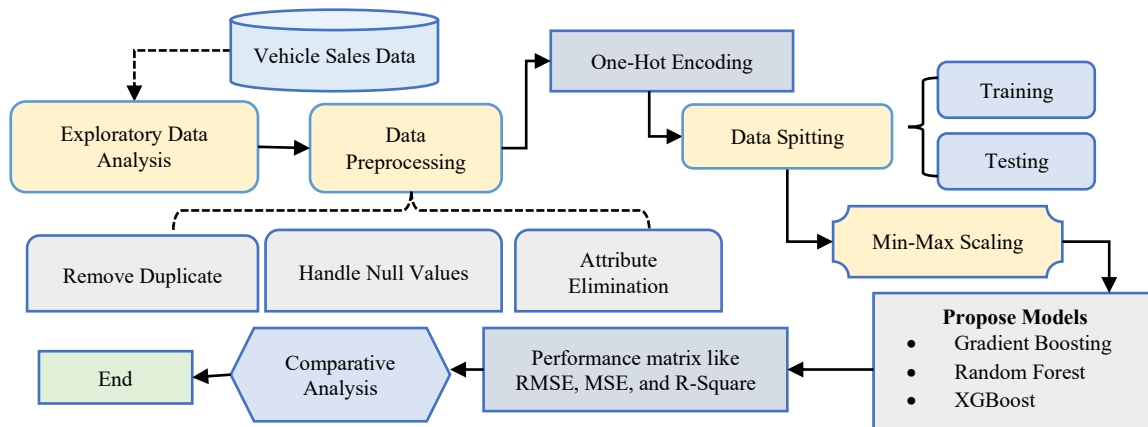 Vehicle Sales Data
Exploratory Data
Analysis
Data
Preprocessing
One-Hot Encoding
Data Spitting
Training
Testing
Remove Duplicate
Handle Null Values
Attribute
Elimination
Min-Max Scaling
Propose Models
• Gradient Boosting
• Random Forest
• XGBoost
Performance matrix like
RMSE, MSE, and R-Square
Comparative
Analysis
End